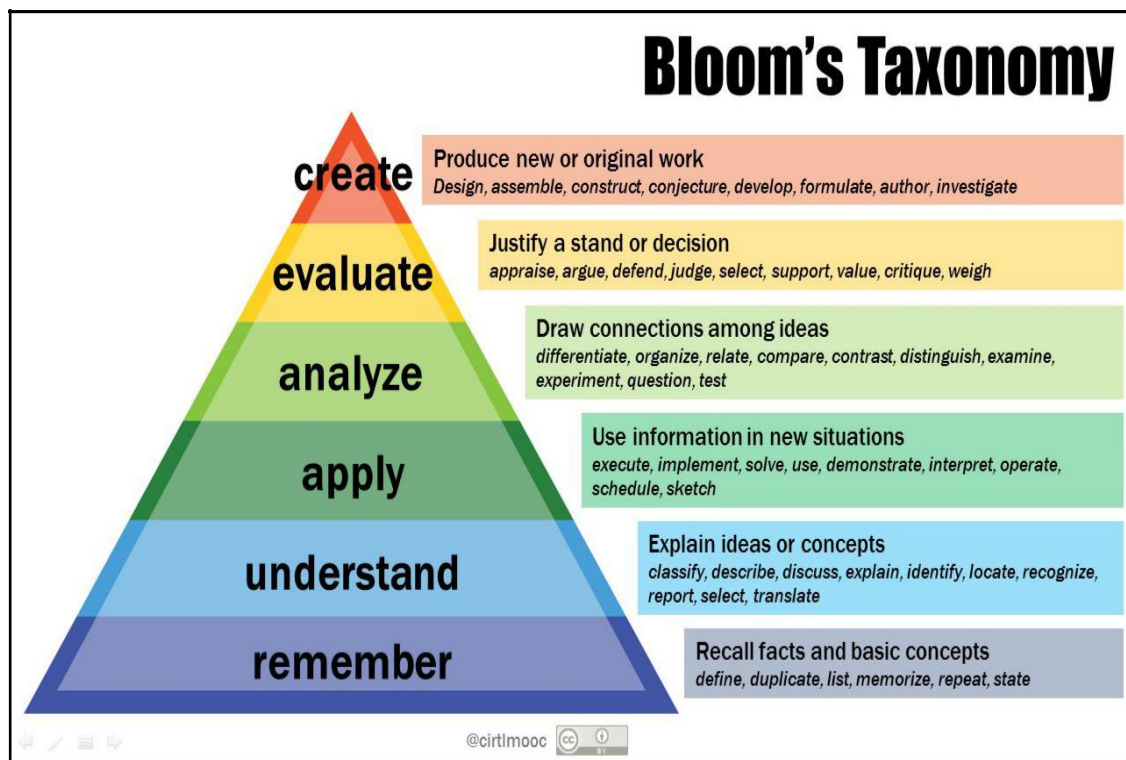 Bloom's Taxonomy
create
Produce new or original work
Design, assemble, construct, conjecture, develop, formulate, author, investigate
evaluate
Justify a stand or decision
appraise, argue, defend, judge, select, support, value, critique, weigh
analyze
Draw connections among ideas
differentiate, organize, relate, compare, contrast, distinguish, examine,
experiment, question, test
apply
Use information in new situations
execute, implement, solve, use, demonstrate, interpret, operate,
schedule, sketch
understand
Explain ideas or concepts
classify, describe, discuss, explain, identify, locate, recognize,
report, select, translate
remember
Recall facts and basic concepts
define, duplicate, list, memorize, repeat, state
@cirtlmooc
cc
BY